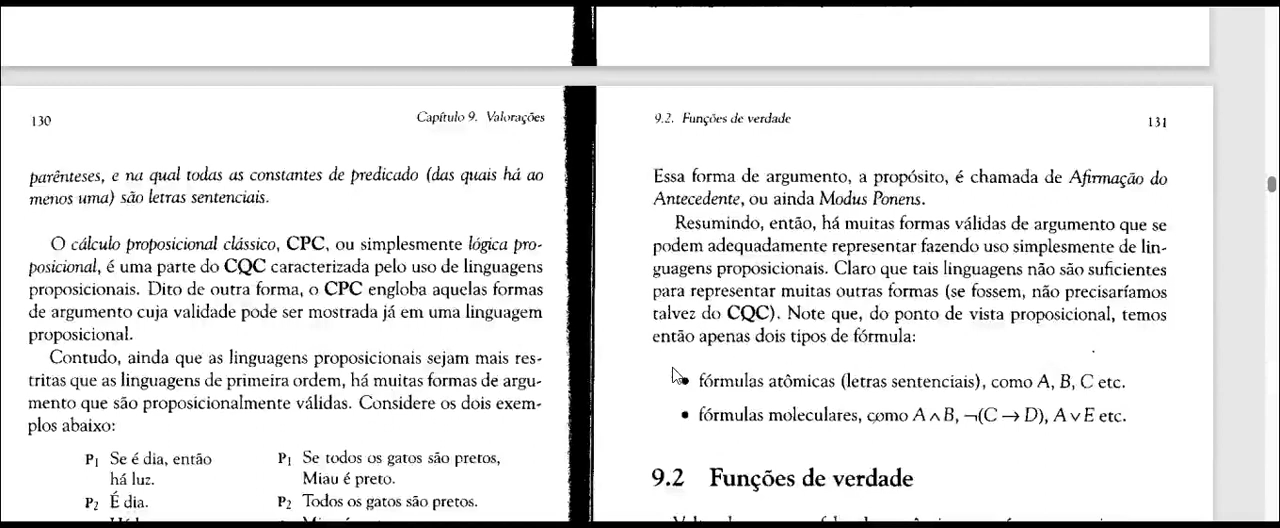 130
Capítulo 9. Valorações
parênteses, e na qual todas as constantes de predicado (das quais há ao
menos uma) são letras sentenciais.
O cálculo proposicional clássico, CPC, ou simplesmente lógica pro-
posicional, é uma parte do CQC caracterizada pelo uso de linguagens
proposicionais. Dito de outra forma, o CPC engloba aquelas formas
de argumento cuja validade pode ser mostrada já em uma linguagem
proposicional.
Contudo, ainda que as linguagens proposicionais sejam mais res-
tritas que as linguagens de primeira ordem, há muitas formas de argu-
mento que são proposicionalmente válidas. Considere os dois exem-
plos abaixo:
P₁ Se é dia, então
há luz.
P₂ É dia.
P₁ Se todos os gatos são pretos,
Miau é preto.
P₂ Todos os gatos são pretos.
9.2. Funções de verdade
131
Essa forma de argumento, a propósito, é chamada de Afirmação do
Antecedente, ou ainda Modus Ponens.
Resumindo, então, há muitas formas válidas de argumento que se
podem adequadamente representar fazendo uso simplesmente de lin-
guagens proposicionais. Claro que tais linguagens não são suficientes
para representar muitas outras formas (se fossem, não precisaríamos
talvez do CQC). Note que, do ponto de vista proposicional, temos
então apenas dois tipos de fórmula:
• fórmulas atômicas (letras sentenciais), como A, B, C etc.
• fórmulas moleculares, como A ∧ B, ¬(C → D), A ∨ E etc.
9.2 Funções de verdade